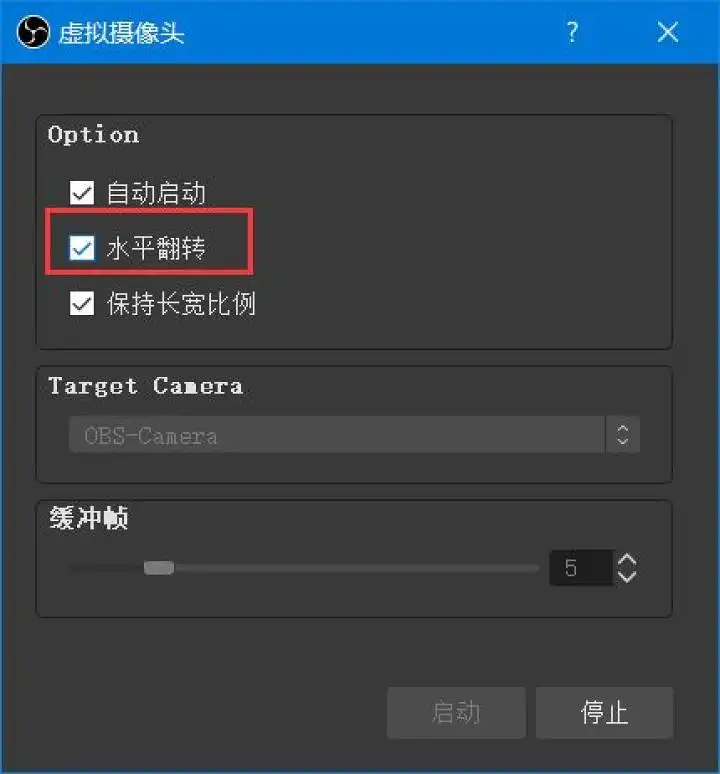 虚拟摄像头
Option
自动启动
水平翻转
保持长宽比例
Target Camera
OBS-Camera
缓冲帧
5
启动
停止